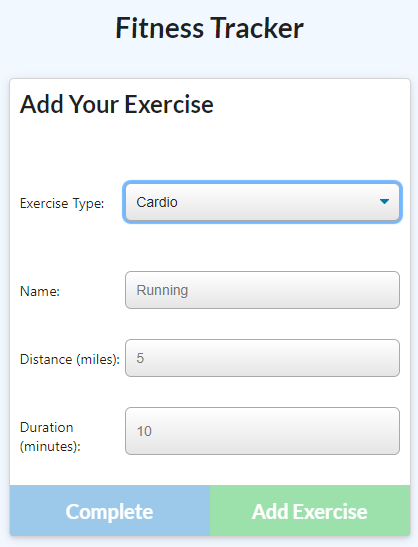 Fitness Tracker
Add Your Exercise
Exercise Type: Cardio
Name: Running
Distance (miles): 5
Duration
(minutes): 10
Complete Add Exercise